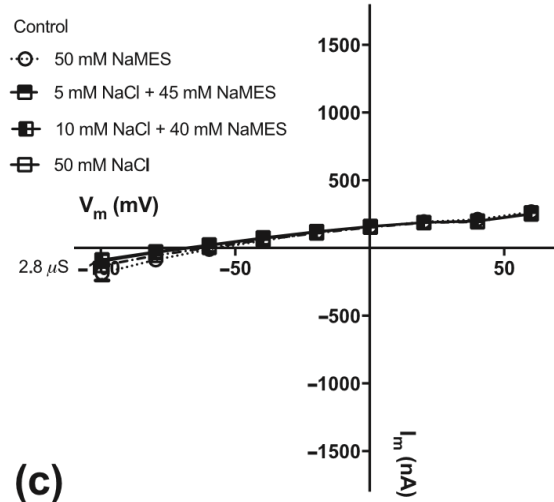 Control
50 mM NaMES
5 mM NaCl + 45 mM NaMES
10 mM NaCl + 40 mM NaMES
50 mM NaCl
1500
1000
500
V_m (mV)
2.8 µS
−100
−50
50
−500
−1000
−1500
I_m (nA)
(c)